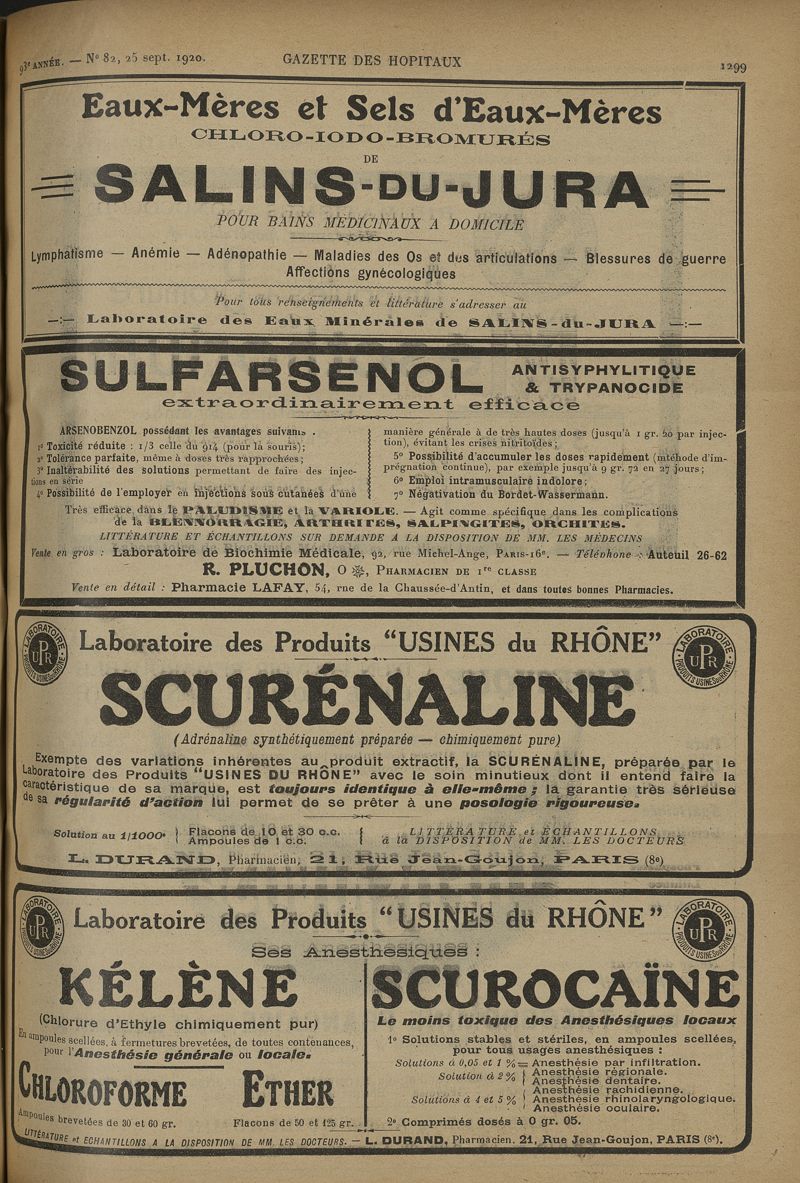 93e ANNÉE. — N° 82, 25 sept. 1920. GAZETTE DES HOPITAUX 1299
Eaux-Mères et Sels d'Eaux-Mères
CHLORO-IODO-BROMURÉS
DE
SALINS-DU-JURA
POUR BAINS MÉDICINAUX A DOMICILE
Lymphatisme — Anémie — Adénopathie — Maladies des Os et des articulations — Blessures de guerre
Affections gynécologiques
Pour tous renseignements et littérature s'adresser au
—:— Laboratoire des Eaux Minérales de SALINS-du-JURA —:—
SULFARSENOL ANTISYPHYLITIQUE
& TRYPANOCIDE
extraordinairement efficace
ARSENOBENZOL possédant les avantages suivants .
1° Toxicité réduite : 1/3 celle du 914 (pour la souris);
2° Tolérance parfaite, même à doses très rapprochées;
3° Inaltérabilité des solutions permettant de faire des injec-
tions en série
4° Possibilité de l'employer en injections sous cutanées d'une
manière générale à de très hautes doses (jusqu'à 1 gr. 20 par injec-
tion), évitant les crises nitritoïdes;
5° Possibilité d'accumuler les doses rapidement (mtéhode d'im-
prégnation continue), par exemple jusqu'à 9 gr. 72 en 27 jours;
6° Emploi intramusculaire indolore;
7° Négativation du Bordet-Wassermann.
Très efficace dans le PALUDISME et la VARIOLE. — Agit comme spécifique dans les complications
de la BLENNORRAGIE, ARTHRITES, SALPINGITES, ORCHITES.
LITTÉRATURE ET ÉCHANTILLONS SUR DEMANDE A LA DISPOSITION DE MM. LES MÉDECINS
Vente en gros : Laboratoire de Biochimie Médicale, 92, rue Michel-Ange, PARIS-16e. — Téléphone : Auteuil 26-62
R. PLUCHON, O ✻, PHARMACIEN DE 1re CLASSE
Vente en détail : Pharmacie LAFAY, 54, rue de la Chaussée-d'Antin, et dans toutes bonnes Pharmacies.
Laboratoire des Produits "USINES du RHÔNE"
SCURÉNALINE
(Adrénaline synthétiquement préparée — chimiquement pure)
Exempte des variations inhérentes au produit extractif, la SCURÉNALINE, préparée par le
Laboratoire des Produits "USINES DU RHÔNE" avec le soin minutieux dont il entend faire la
caractéristique de sa marque, est toujours identique à elle-même; la garantie très sérieuse
de sa régularité d'action lui permet de se prêter à une posologie rigoureuse.
Solution au 1/1000e } Flacons de 10 et 30 c.c.
Ampoules de 1 c.c.
{ LITTÉRATURE et ÉCHANTILLONS
à la DISPOSITION de MM. LES DOCTEURS
L. DURAND, Pharmacien, 21, Rue Jean-Goujon, PARIS (8e)
Laboratoire des Produits "USINES du RHÔNE"
Ses Anesthésiques :
KÉLÈNE
(Chlorure d'Ethyle chimiquement pur)
En ampoules scellées, à fermetures brevetées, de toutes contenances,
pour l'Anesthésie générale ou locale.
CHLOROFORME ETHER
Ampoules brevetées de 30 et 60 gr. Flacons de 50 et 125 gr.
SCUROCAÏNE
Le moins toxique des Anesthésiques locaux
1° Solutions stables et stériles, en ampoules scellées,
pour tous usages anesthésiques :
Solutions à 0,05 et 1 % = Anesthésie par infiltration.
Solution à 2 % { Anesthésie régionale.
Anesthésie dentaire.
Anesthésie rachidienne.
Solutions à 4 et 5 % { Anesthésie rhinolaryngologique.
Anesthésie oculaire.
2° Comprimés dosés à 0 gr. 05.
LITTÉRATURE et ECHANTILLONS A LA DISPOSITION DE MM. LES DOCTEURS. — L. DURAND, Pharmacien. 21, Rue Jean-Goujon, PARIS (8e).